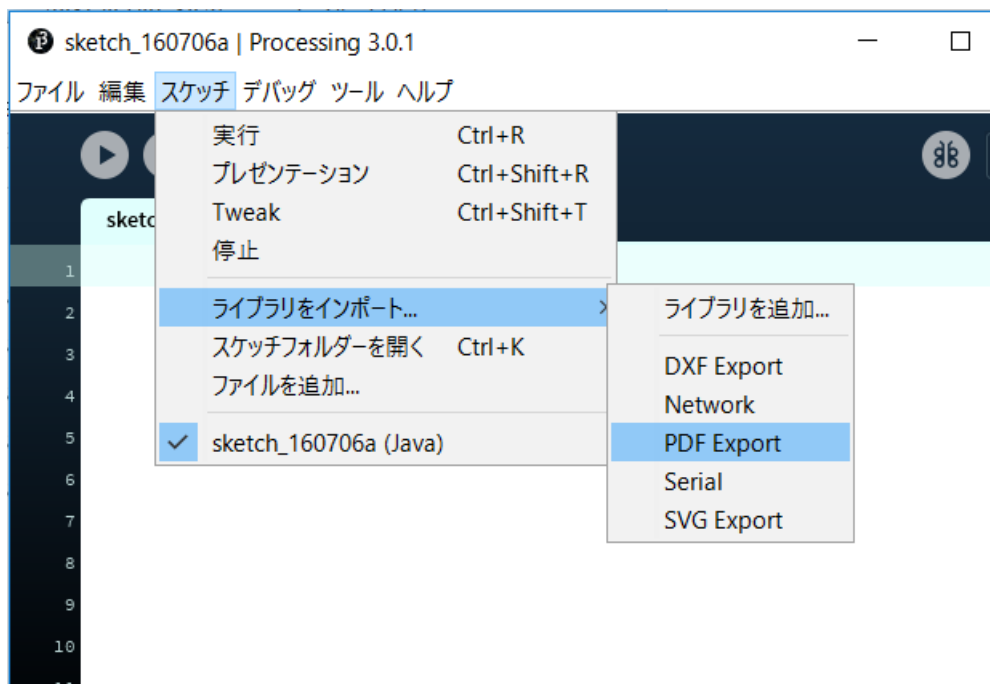 sketch_160706a | Processing 3.0.1
ファイル 編集 スケッチ デバッグ ツール ヘルプ
実行 Ctrl+R
プレゼンテーション Ctrl+Shift+R
Tweak Ctrl+Shift+T
停止
ライブラリをインポート...
スケッチフォルダーを開く Ctrl+K
ファイルを追加...
sketch_160706a (Java)
ライブラリを追加...
DXF Export
Network
PDF Export
Serial
SVG Export
sketc
1
2
3
4
5
6
7
8
9
10